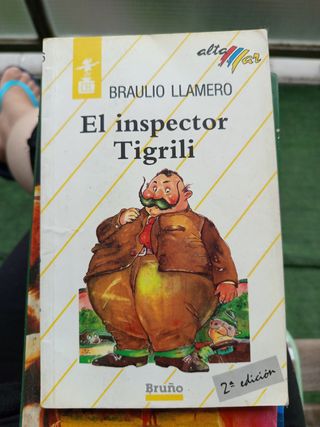 alta
mar
BRAULIO LLAMERO
El inspector
Tigrili
Bruño
2ª edición